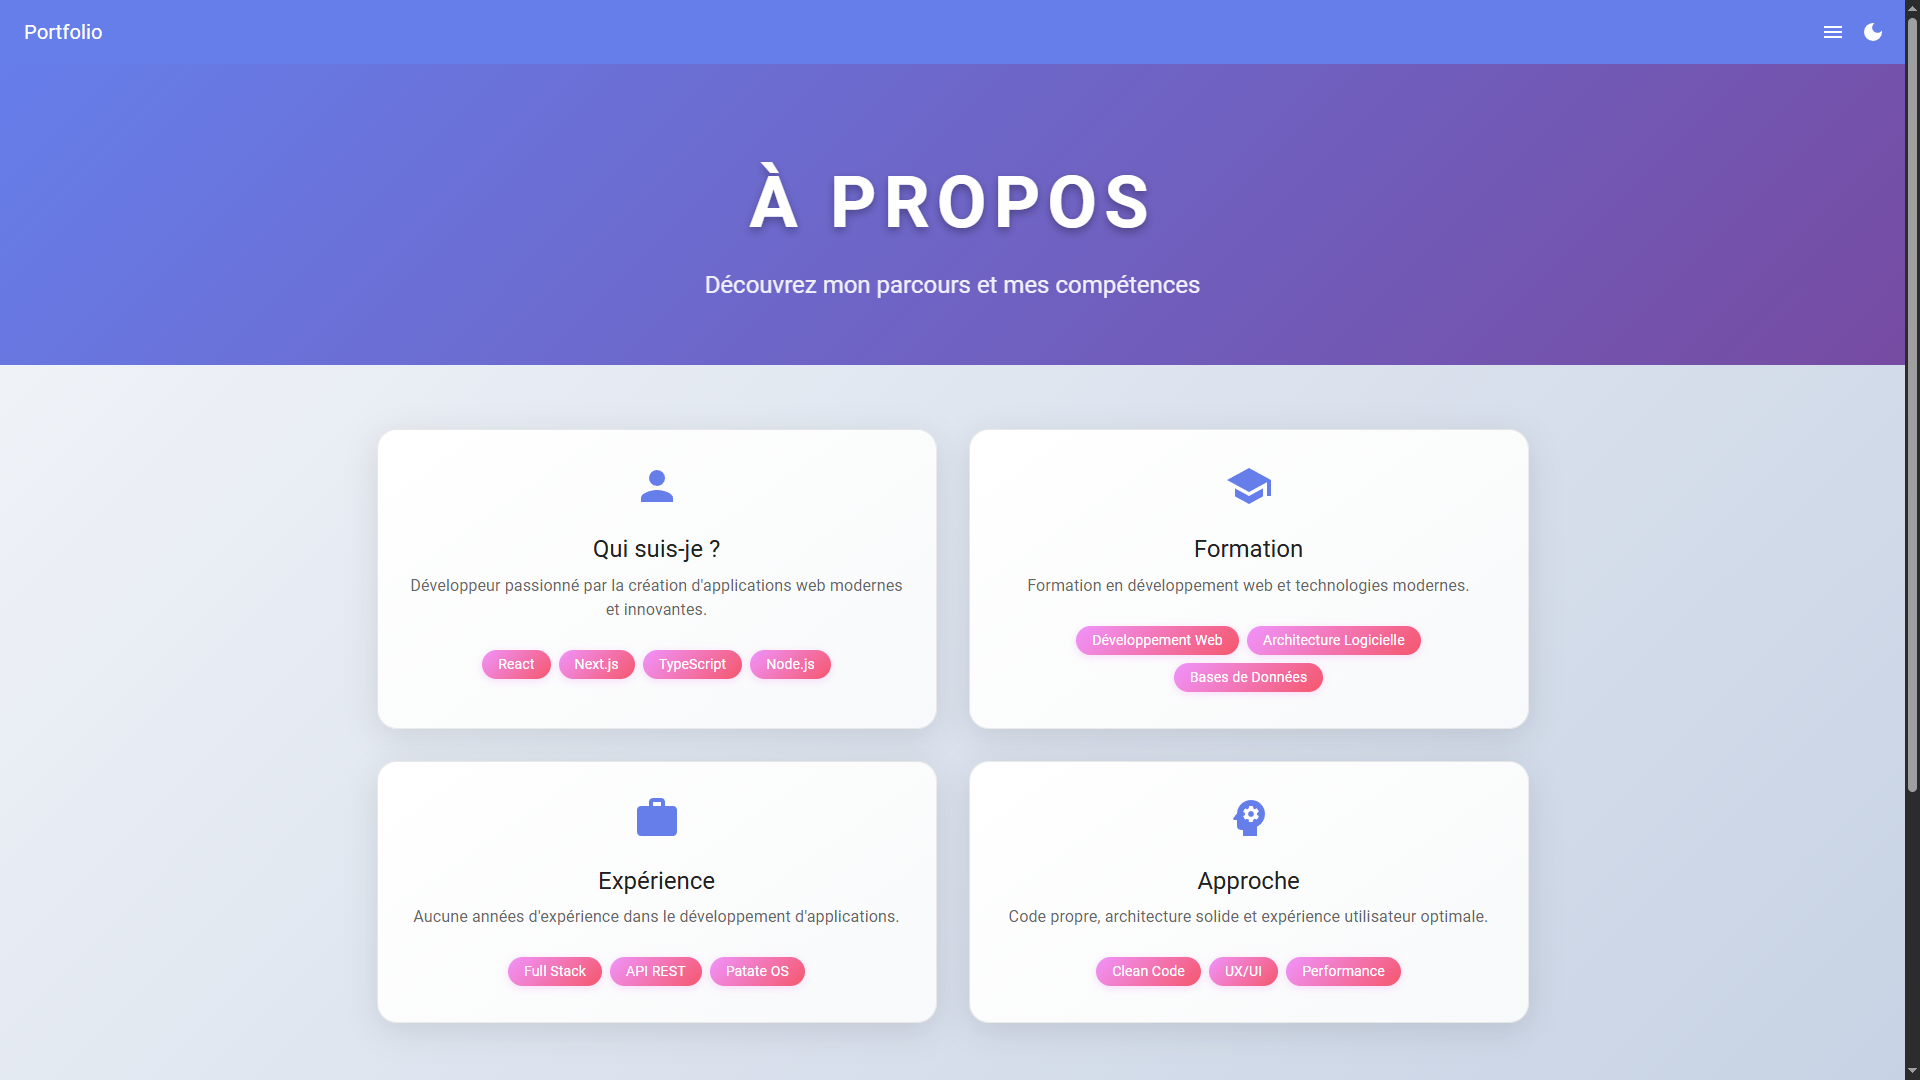 Portfolio
À PROPOS
Découvrez mon parcours et mes compétences
Qui suis-je ?
Développeur passionné par la création d'applications web modernes
et innovantes.
React Next.js TypeScript Node.js
Formation
Formation en développement web et technologies modernes.
Développement Web Architecture Logicielle
Bases de Données
Expérience
Aucune années d'expérience dans le développement d'applications.
Full Stack API REST Patate OS
Approche
Code propre, architecture solide et expérience utilisateur optimale.
Clean Code UX/UI Performance